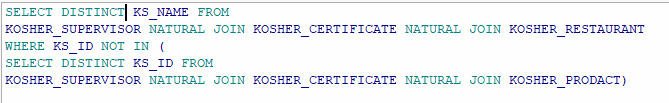 SELECT DISTINCT KS_NAME FROM
KOSHER_SUPERVISOR NATURAL JOIN KOSHER_CERTIFICATE NATURAL JOIN KOSHER_RESTAURANT
WHERE KS_ID NOT IN (
SELECT DISTINCT KS_ID FROM
KOSHER_SUPERVISOR NATURAL JOIN KOSHER_CERTIFICATE NATURAL JOIN KOSHER_PRODACT)